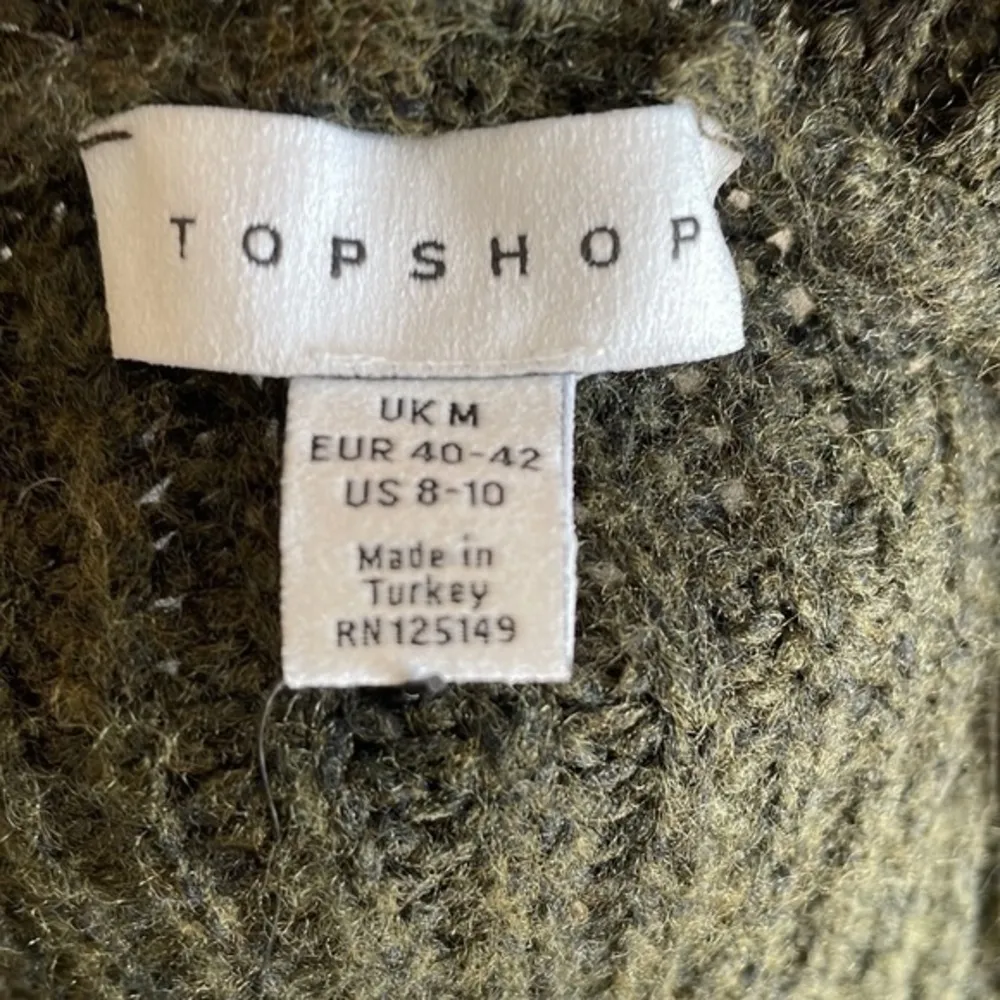 TOPSHOP
UK M
EUR 40-42
US 8-10
Made in
Turkey
RN125149